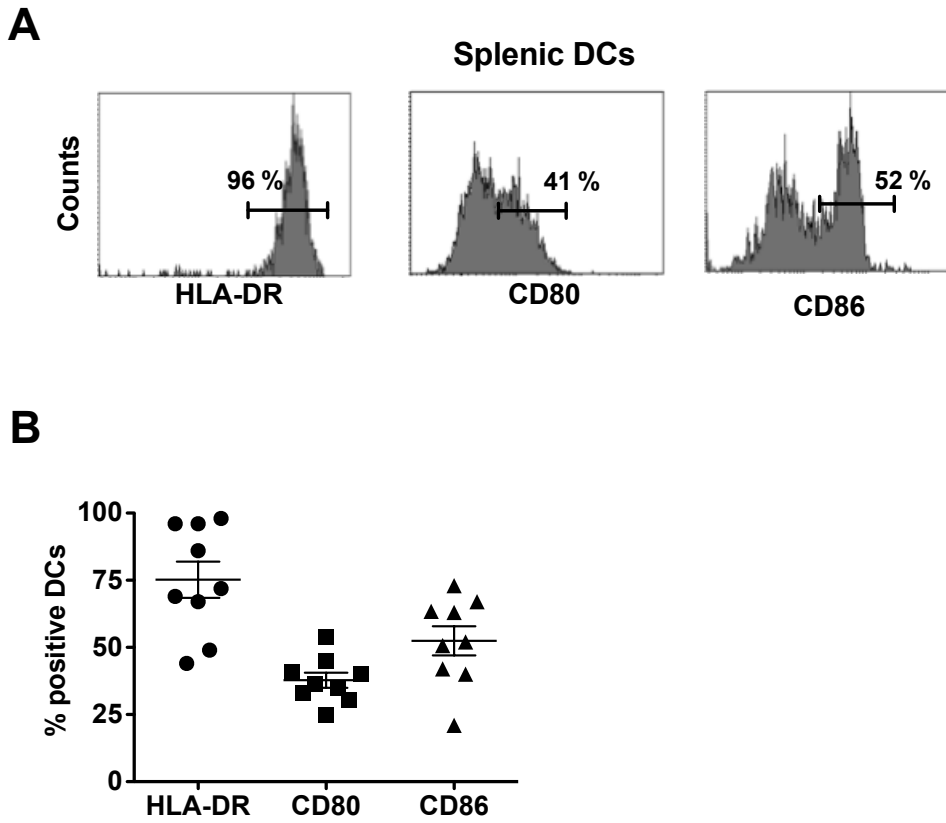 A
Splenic DCs
Counts
96 %
41 %
52 %
HLA-DR
CD80
CD86
B
% positive DCs
100
75
50
25
0
HLA-DR
CD80
CD86